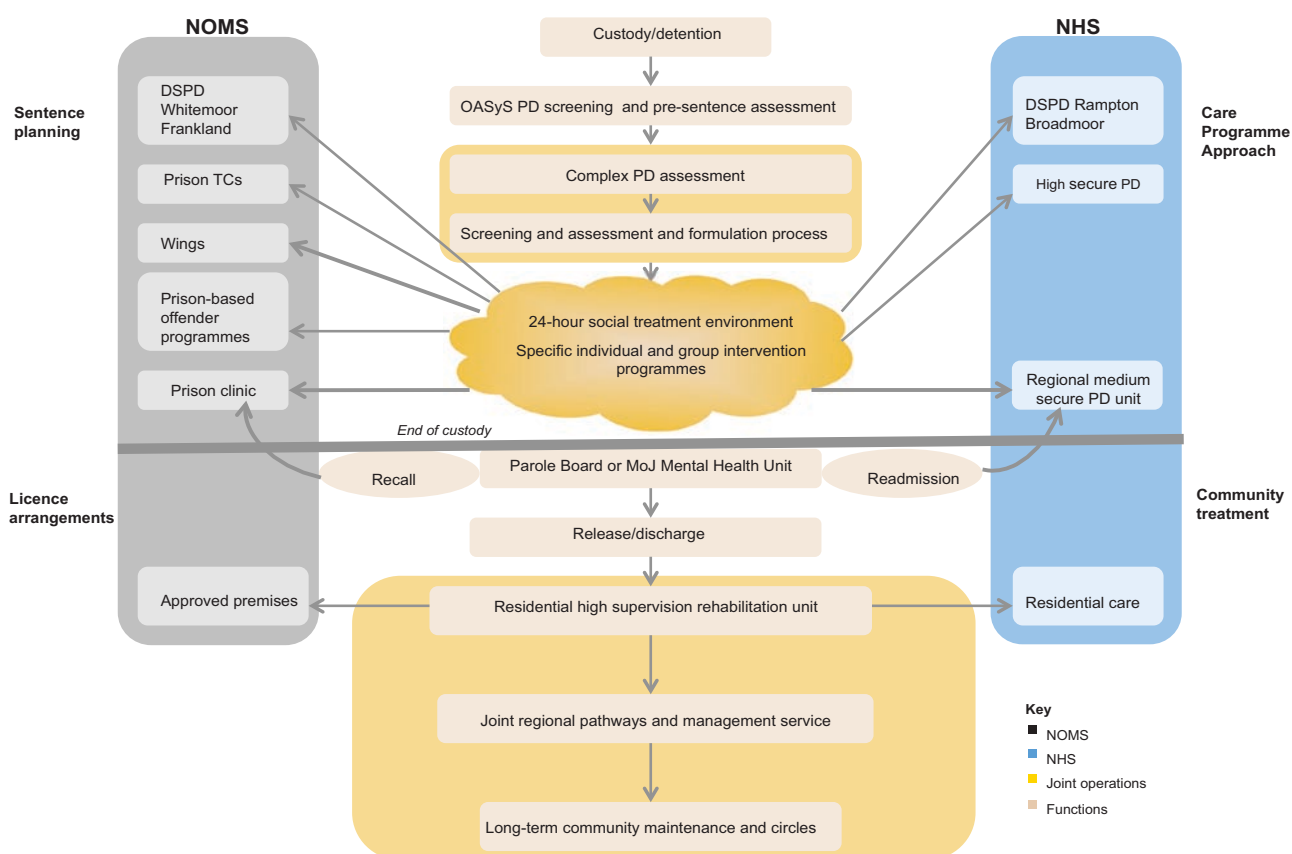 NOMS
NHS
Custody/detention
Sentence
planning
DSPD
Whitemoor
Frankland
OASyS PD screening and pre-sentence assessment
DSPD Rampton
Broadmoor
Care
Programme
Approach
Prison TCs
Complex PD assessment
High secure PD
Wings
Screening and assessment and formulation process
Prison-based
offender
programmes
24-hour social treatment environment
Specific individual and group intervention
programmes
Prison clinic
Regional medium
secure PD unit
End of custody
Recall
Parole Board or MoJ Mental Health Unit
Readmission
Licence
arrangements
Community
treatment
Release/discharge
Approved premises
Residential high supervision rehabilitation unit
Residential care
Joint regional pathways and management service
Long-term community maintenance and circles
Key
NOMS
NHS
Joint operations
Functions